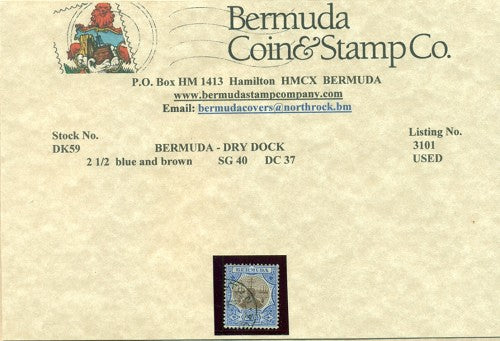 Bermuda
Coin&Stamp Co.
P.O. Box HM 1413 Hamilton HMCX BERMUDA
www.bermudastampcompany.com
Email: bermudacovers@northrock.bm
Stock No. Listing No.
DK59 BERMUDA - DRY DOCK 3101
2 1/2 blue and brown SG 40 DC 37 USED
BERMUDA